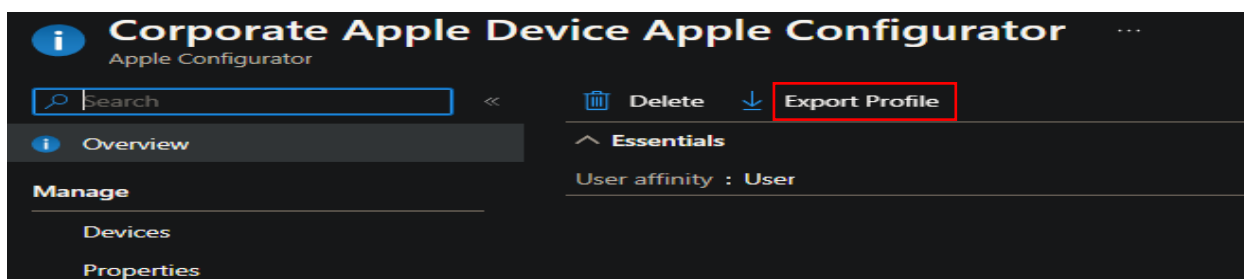 Corporate Apple Device Apple Configurator ...
Apple Configurator
Search
Delete Export Profile
Overview
Essentials
User affinity : User
Manage
Devices
Properties